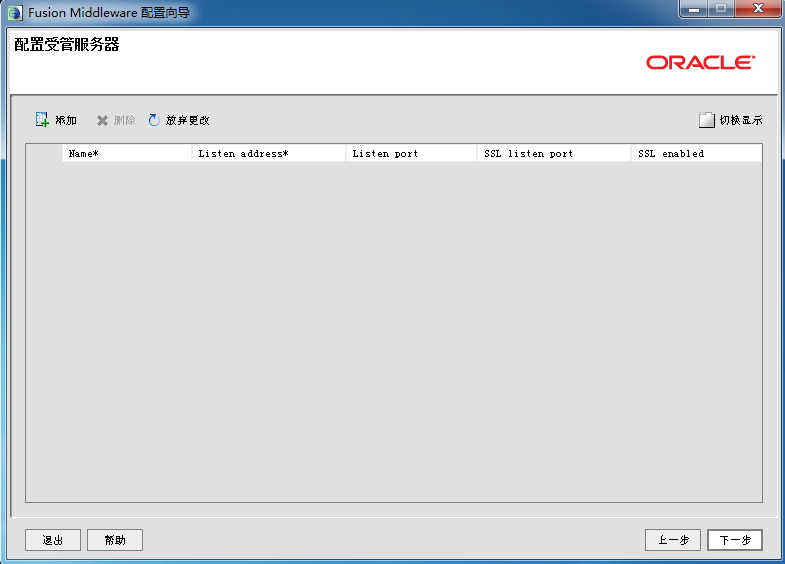 Fusion Middleware 配置向导
配置受管服务器
ORACLE
添加 删除 放弃更改 切换显示
Name* Listen address* Listen port SSL listen port SSL enabled
退出 帮助 上一步 下一步